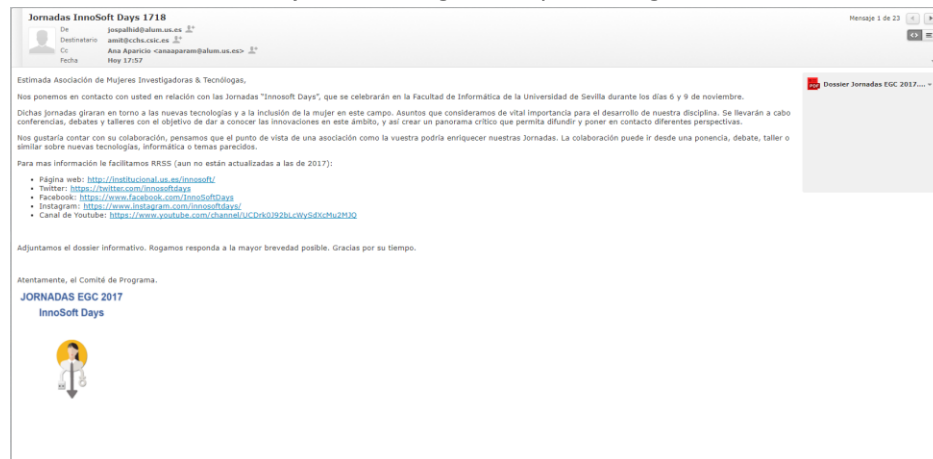 Jornadas InnoSoft Days 1718
Mensaje 1 de 23
De jospalhid@alum.us.es
Destinatario amit@cchs.csic.es
Cc Ana Aparicio <anaaparam@alum.us.es>
Fecha Hoy 17:57
Estimada Asociación de Mujeres Investigadoras & Tecnólogas,
Dossier Jornadas EGC 2017....
Nos ponemos en contacto con usted en relación con las Jornadas "Innosoft Days", que se celebrarán en la Facultad de Informática de la Universidad de Sevilla durante los días 6 y 9 de noviembre.
Dichas jornadas giraran en torno a las nuevas tecnologías y a la inclusión de la mujer en este campo. Asuntos que consideramos de vital importancia para el desarrollo de nuestra disciplina. Se llevarán a cabo
conferencias, debates y talleres con el objetivo de dar a conocer las innovaciones en este ámbito, y así crear un panorama crítico que permita difundir y poner en contacto diferentes perspectivas.
Nos gustaría contar con su colaboración, pensamos que el punto de vista de una asociación como la vuestra podría enriquecer nuestras Jornadas. La colaboración puede ir desde una ponencia, debate, taller o
similar sobre nuevas tecnologías, informática o temas parecidos.
Para mas información le facilitamos RRSS (aun no están actualizadas a las de 2017):
• Página web: http://institucional.us.es/innosoft/
• Twitter: https://twitter.com/innosoftdays
• Facebook: https://www.facebook.com/InnoSoftDays
• Instagram: https://www.instagram.com/innosoftdays/
• Canal de Youtube: https://www.youtube.com/channel/UCDrk0J92bLcWySdXcMu2MJQ
Adjuntamos el dossier informativo. Rogamos responda a la mayor brevedad posible. Gracias por su tiempo.
Atentamente, el Comité de Programa.
JORNADAS EGC 2017
InnoSoft Days